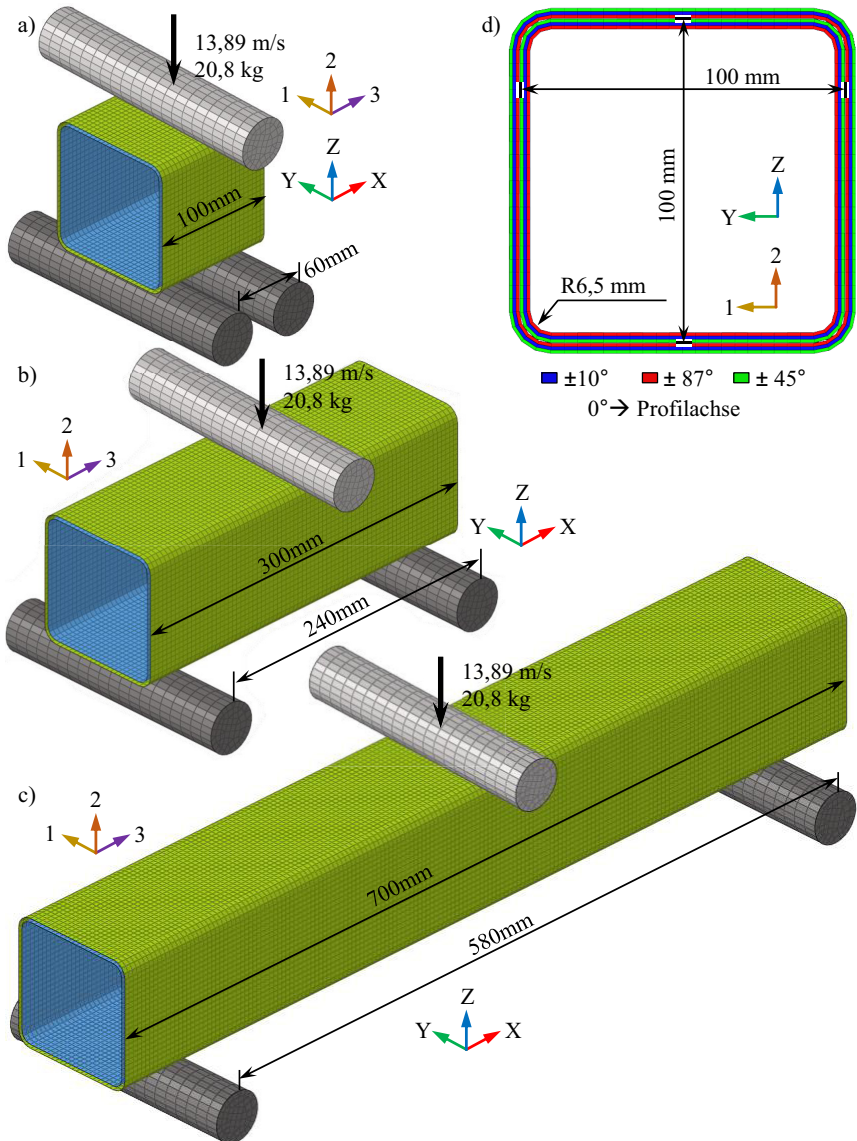 a)
13,89 m/s
20,8 kg
2
1
3
Z
Y
X
100mm
60mm
d)
100 mm
100 mm
Z
Y
2
1
R6,5 mm
±10°
± 87°
± 45°
0°→ Profilachse
b)
13,89 m/s
20,8 kg
2
1
3
Z
Y
X
300mm
240mm
13,89 m/s
20,8 kg
c)
2
1
3
700mm
580mm
Z
Y
X